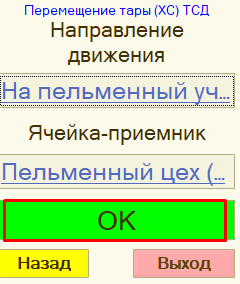 Перемещение тары (ХС) ТСД
Направление
движения
На пельменный уч...
Ячейка-приемник
Пельменный цех (...
OK
Назад
Выход